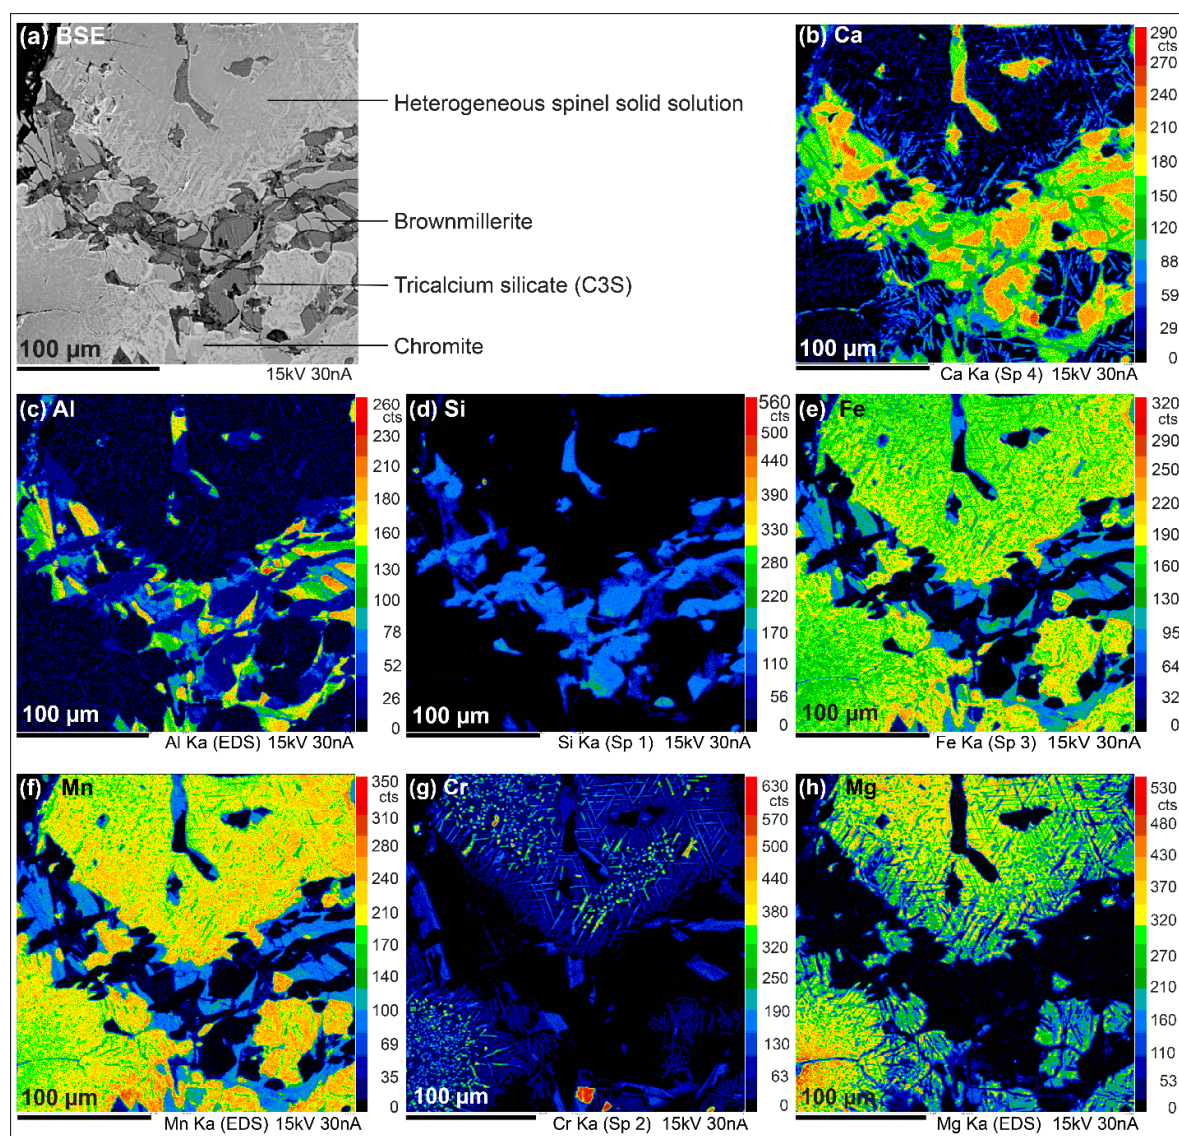 (a) BSE
Heterogeneous spinel solid solution
Brownmillerite
Tricalcium silicate (C3S)
Chromite
100 µm
15kV 30nA
(b) Ca
290
cts
270
240
210
180
150
120
88
59
29
0
100 µm
Ca Ka (Sp 4) 15kV 30nA
(c) Al
260
cts
230
210
180
160
130
100
78
52
26
0
100 µm
Al Ka (EDS) 15kV 30nA
(d) Si
560
cts
500
440
390
330
280
220
170
110
56
0
100 µm
Si Ka (Sp 1) 15kV 30nA
(e) Fe
320
cts
290
250
220
190
160
130
95
64
32
0
100 µm
Fe Ka (Sp 3) 15kV 30nA
(f) Mn
350
cts
310
280
240
210
170
140
100
69
35
0
100 µm
Mn Ka (EDS) 15kV 30nA
(g) Cr
630
cts
570
500
440
380
320
250
190
130
63
0
100 µm
Cr Ka (Sp 2) 15kV 30nA
(h) Mg
530
cts
480
430
370
320
270
210
160
110
53
0
100 µm
Mg Ka (EDS) 15kV 30nA